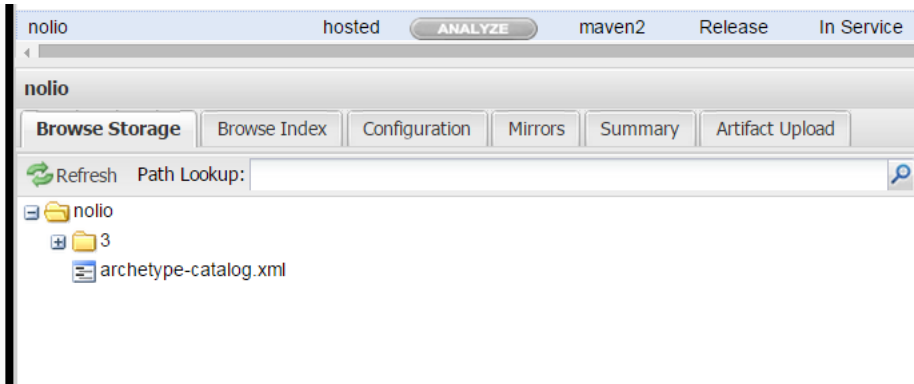 nolio hosted ANALYZE maven2 Release In Service
nolio
Browse Storage Browse Index Configuration Mirrors Summary Artifact Upload
Refresh Path Lookup:
nolio
3
archetype-catalog.xml